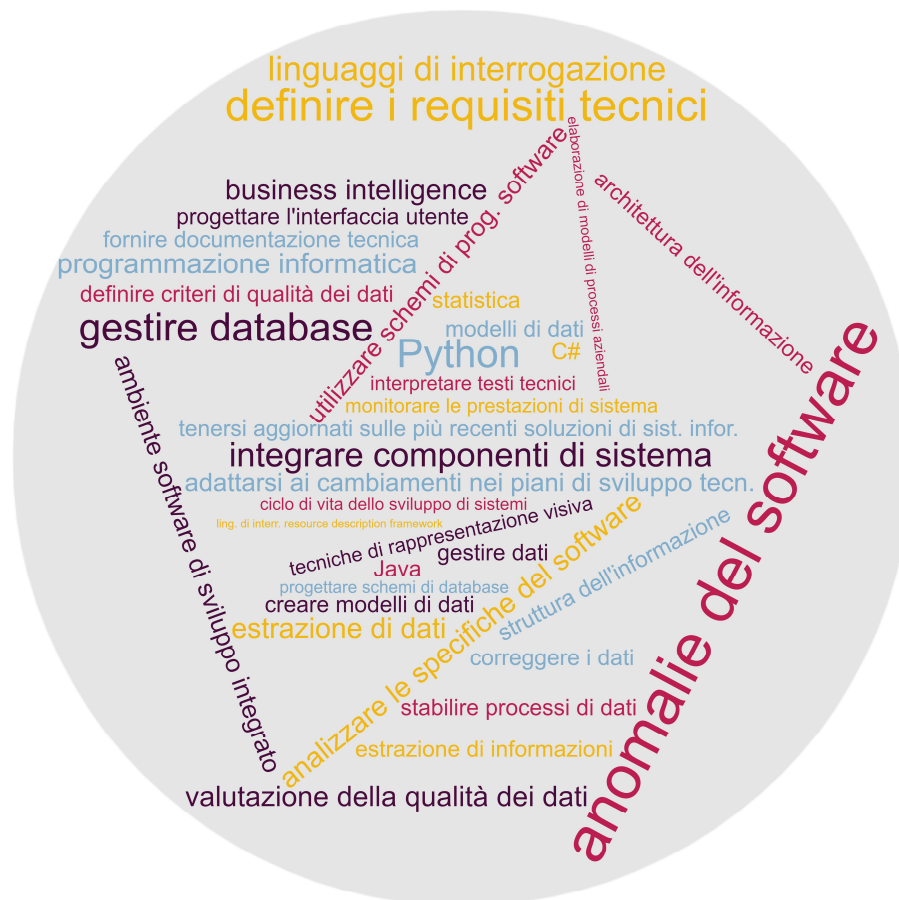 linguaggi di interrogazione
definire i requisiti tecnici
elaborazione di modelli di processi aziendali
utilizzare schemi di prog. software
architettura dell'informazione
business intelligence
progettare l'interfaccia utente
fornire documentazione tecnica
programmazione informatica
definire criteri di qualità dei dati
statistica
gestire database
modelli di dati
Python
C#
anomalie del software
ambiente software di sviluppo integrato
interpretare testi tecnici
monitorare le prestazioni di sistema
tenersi aggiornati sulle più recenti soluzioni di sist. infor.
integrare componenti di sistema
adattarsi ai cambiamenti nei piani di sviluppo tecn.
ciclo di vita dello sviluppo di sistemi
ling. di interr. resource description framework
tecniche di rappresentazione visiva
analizzare le specifiche del software
struttura dell'informazione
gestire dati
Java
progettare schemi di database
creare modelli di dati
estrazione di dati
correggere i dati
stabilire processi di dati
estrazione di informazioni
valutazione della qualità dei dati